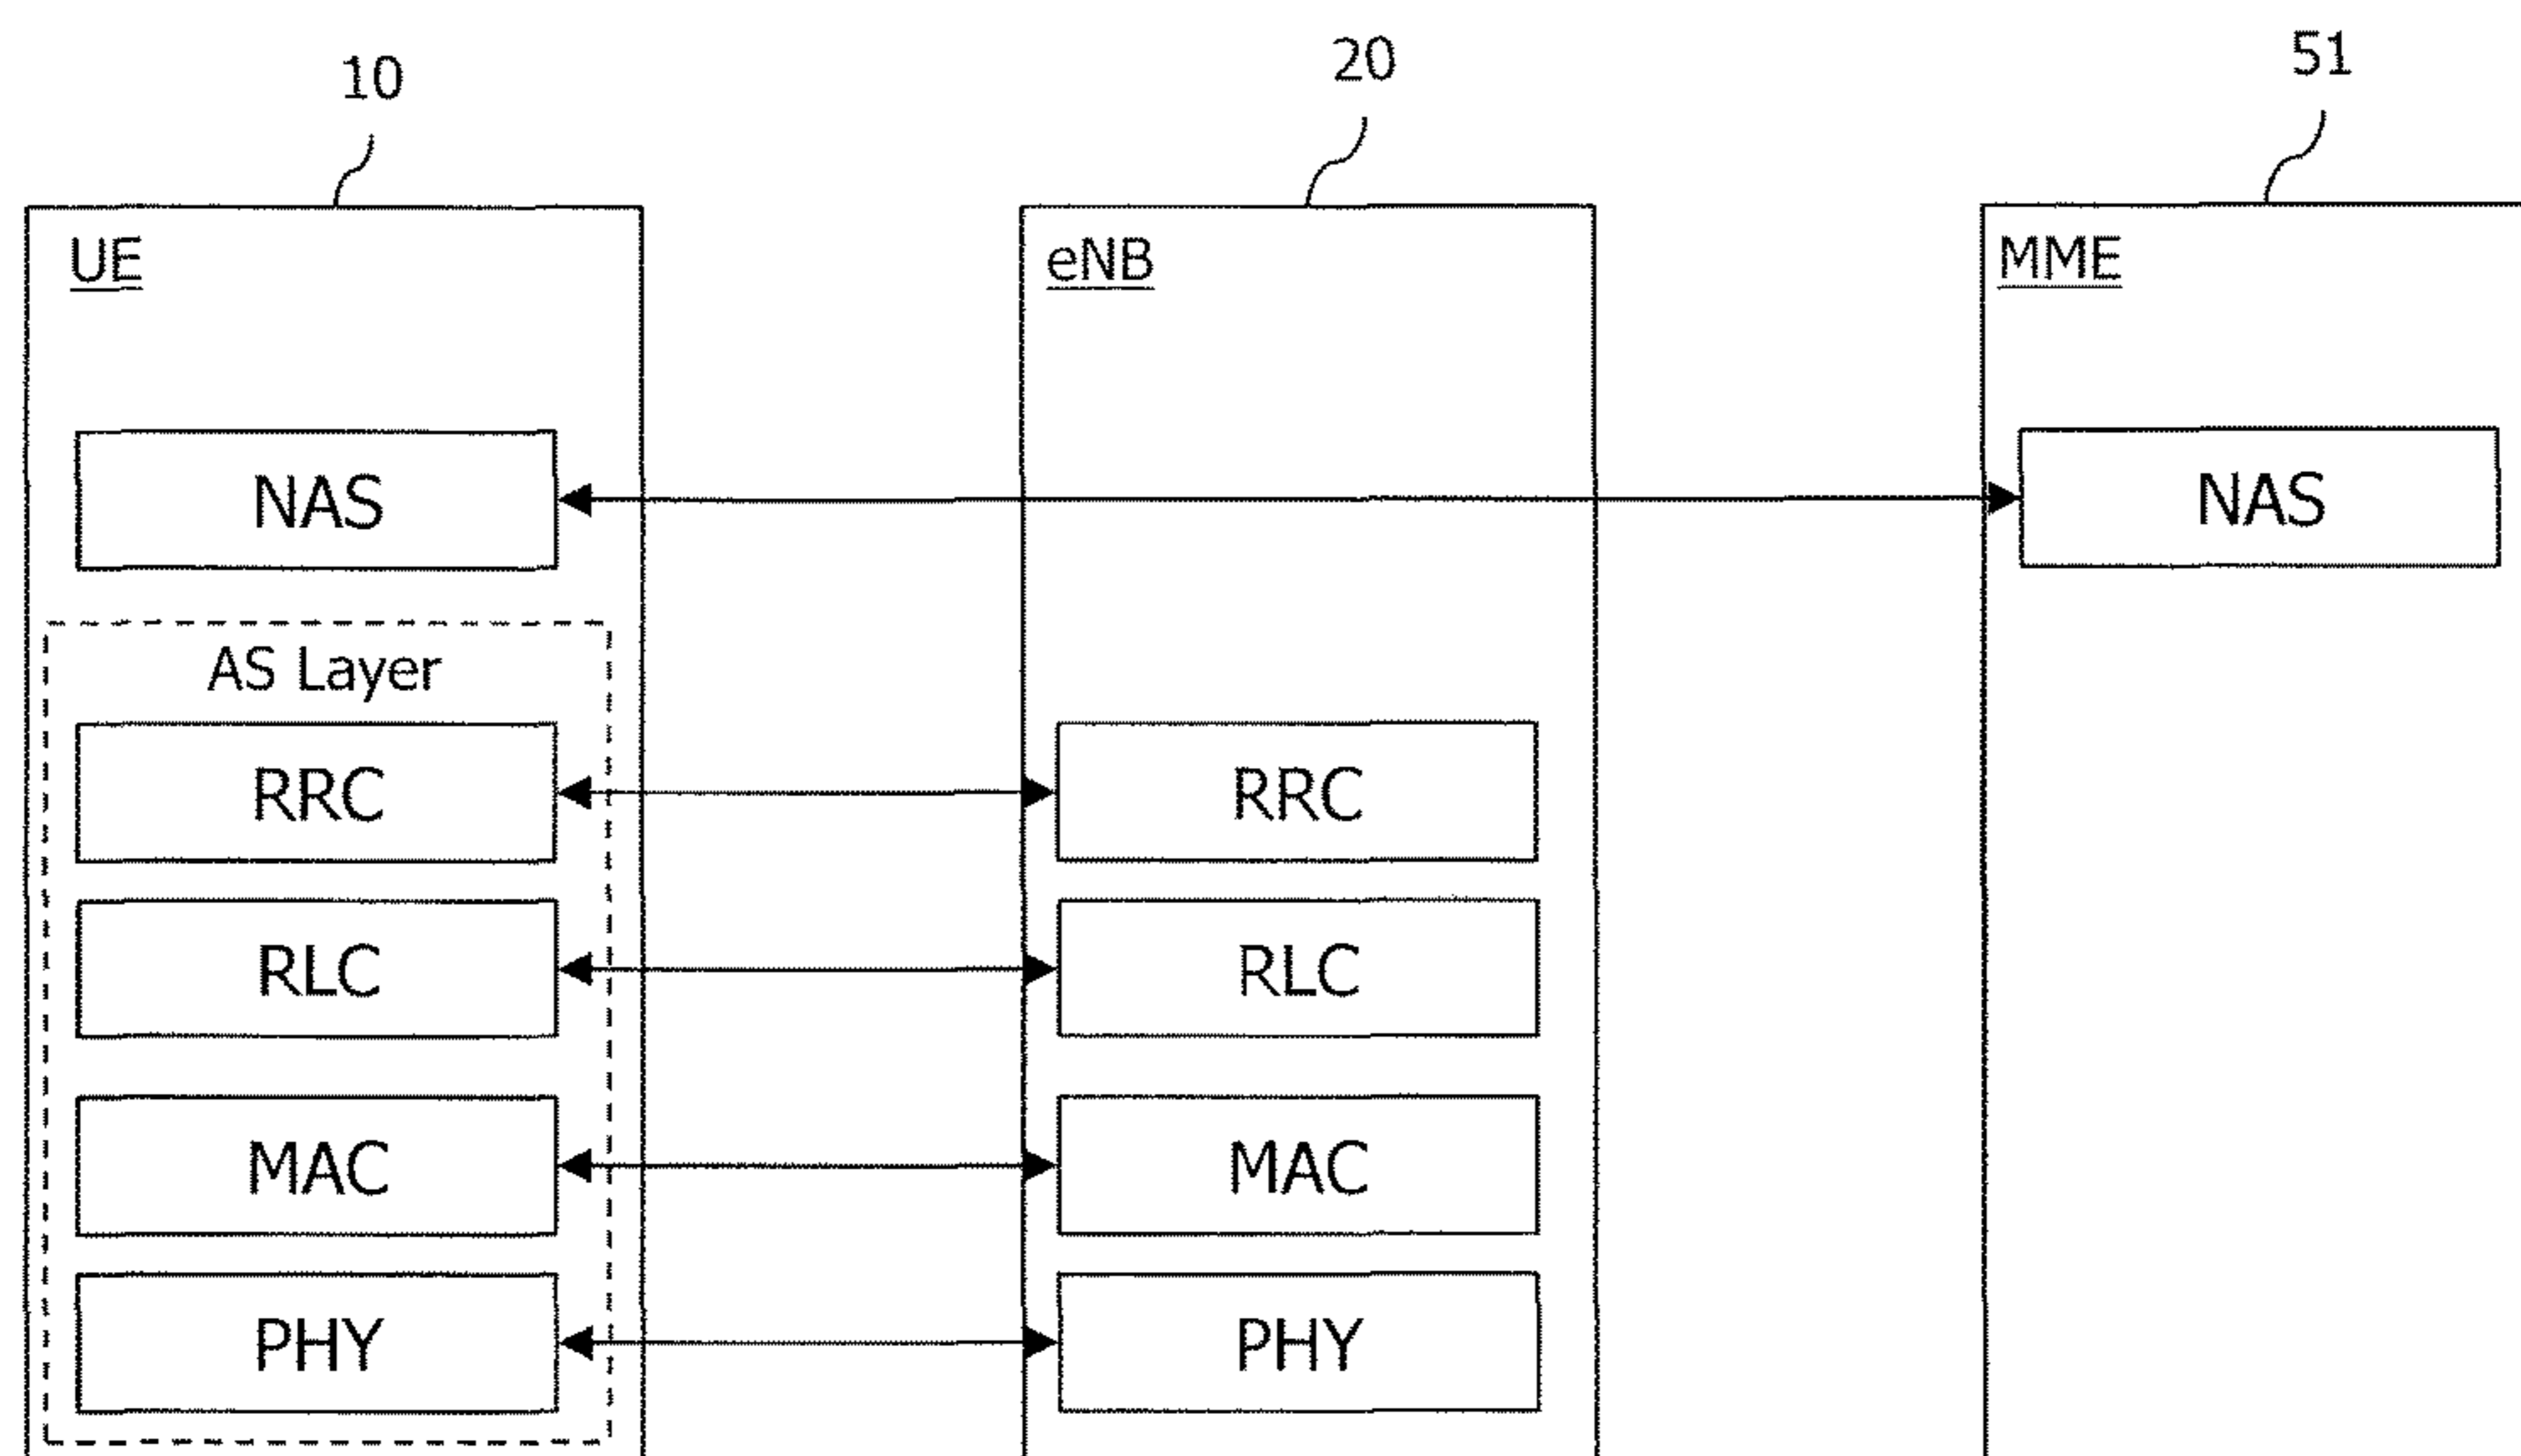 10
20
51
UE
eNB
MME
NAS
NAS
AS Layer
RRC
RRC
RLC
RLC
MAC
MAC
PHY
PHY